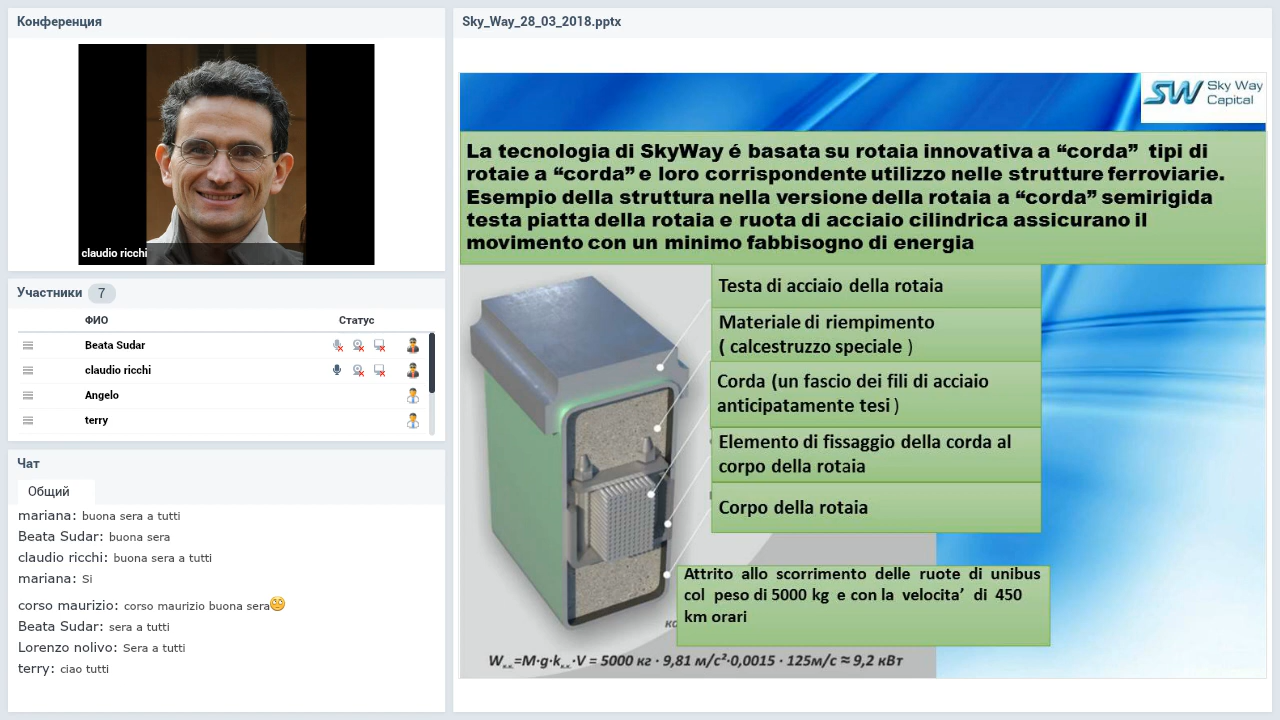 Конференция
claudio ricchi
Участники 7
ФИО Статус
Beata Sudar
claudio ricchi
Angelo
terry
Чат
Общий
mariana: buona sera a tutti
Beata Sudar: buona sera
claudio ricchi: buona sera a tutti
mariana: Si
corso maurizio: corso maurizio buona sera
Beata Sudar: sera a tutti
Lorenzo nolivo: Sera a tutti
terry: ciao tutti
Sky_Way_28_03_2018.pptx
SW Sky Way
Capital
La tecnologia di SkyWay é basata su rotaia innovativa a “corda” tipi di
rotaie a “corda” e loro corrispondente utilizzo nelle strutture ferroviarie.
Esempio della struttura nella versione della rotaia a “corda” semirigida
testa piatta della rotaia e ruota di acciaio cilindrica assicurano il
movimento con un minimo fabbisogno di energia
Testa di acciaio della rotaia
Materiale di riempimento
( calcestruzzo speciale )
Corda (un fascio dei fili di acciaio
anticipatamente tesi )
Elemento di fissaggio della corda al
corpo della rotaia
Corpo della rotaia
Attrito allo scorrimento delle ruote di unibus
col peso di 5000 kg e con la velocita’ di 450
km orari
W =M·g·k ·V = 5000 кг · 9,81 м/с²·0,0015 · 125м/с ≈ 9,2 кВт